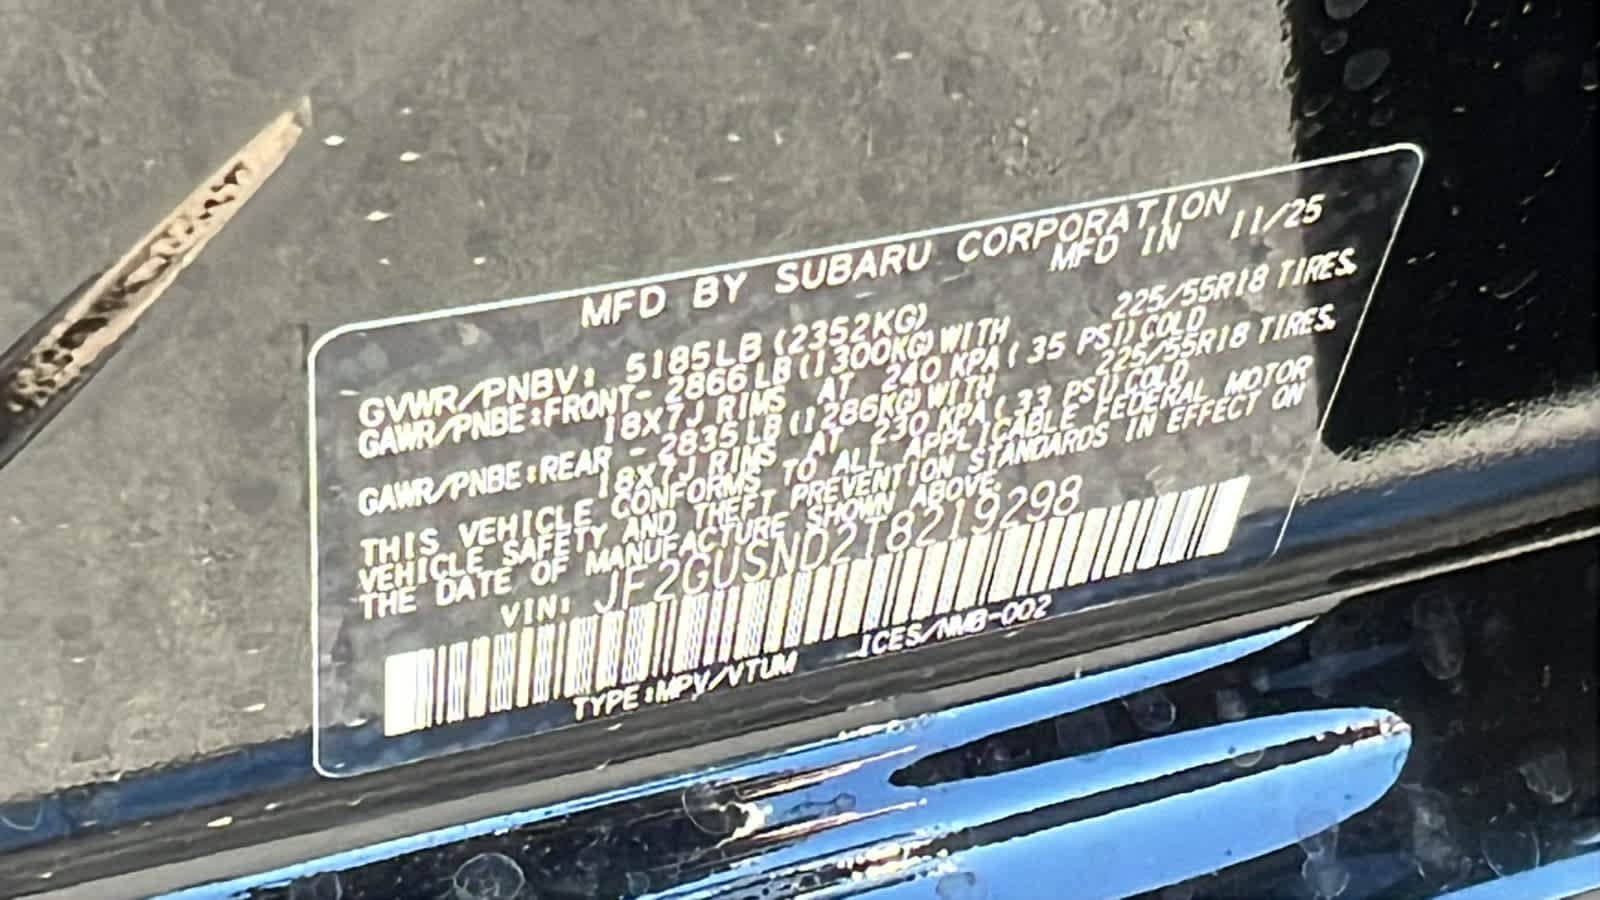 MFD BY SUBARU CORPORATION
MFD IN 11/25
GVWR/PNBV: 5185LB (2352KG)
GAWR/PNBE:FRONT- 2866LB(1300KG)WITH 225/55R18 TIRES.
18X7J RIMS AT 240 KPA( 35 PSI)COLD
GAWR/PNBE:REAR - 2835LB(1286KG)WITH 225/55R18 TIRES.
18X7J RIMS AT 230 KPA( 33 PSI)COLD
THIS VEHICLE CONFORMS TO ALL APPLICABLE FEDERAL MOTOR
VEHICLE SAFETY AND THEFT PREVENTION STANDARDS IN EFFECT ON
THE DATE OF MANUFACTURE SHOWN ABOVE.
VIN: JF2GUSND2T8219298
TYPE:MPV/VTUM ICES/NMB-002